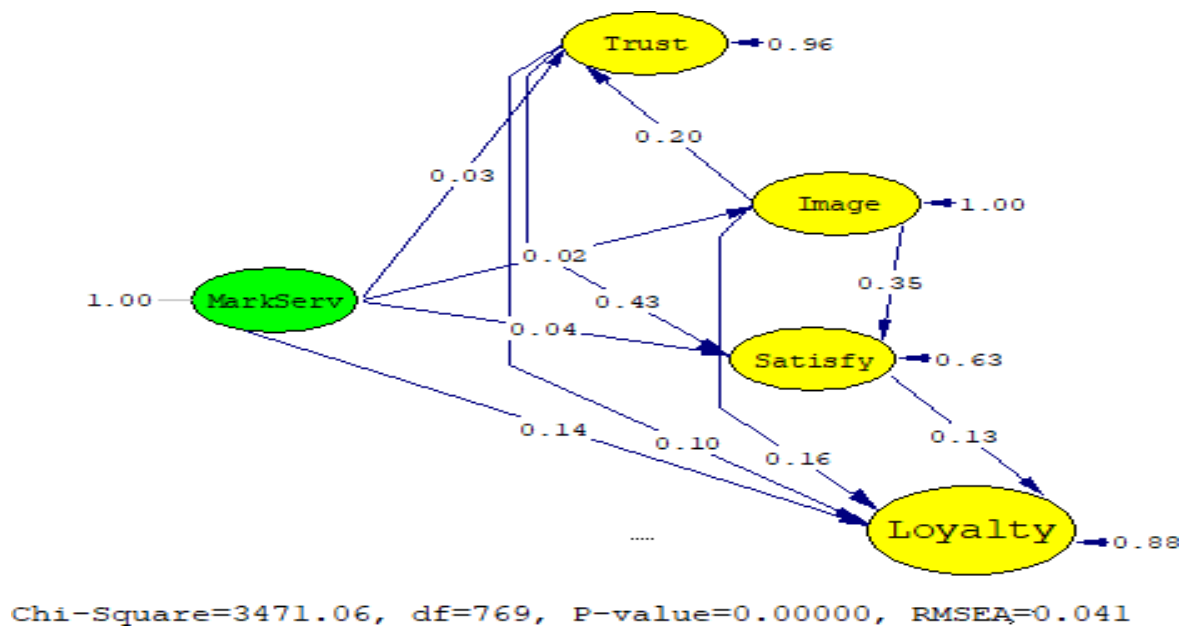 Trust
0.96
0.20
0.03
Image
1.00
0.02
0.35
1.00
MarkServ
0.43
0.04
Satisfy
0.63
0.14
0.10
0.16
0.13
Loyalty
.....
0.88
Chi-Square=3471.06, df=769, P-value=0.00000, RMSEA=0.041